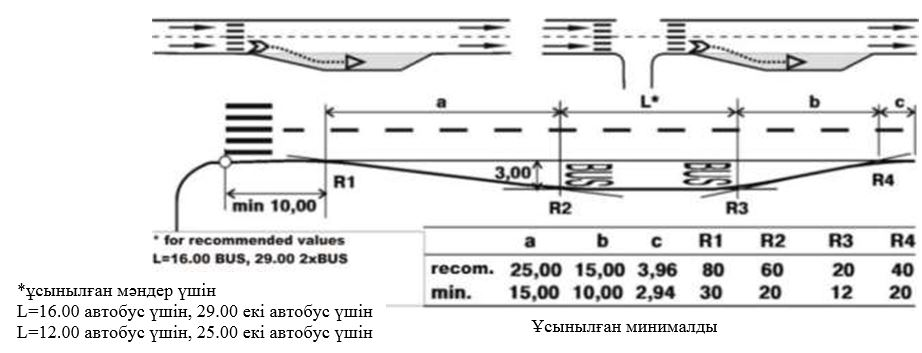 a L* b c
3,00 BUS BUS
R1 R4
min 10,00 R2 R3
* for recommended values
L=16.00 BUS, 29.00 2xBUS
a b c R1 R2 R3 R4
recom. 25,00 15,00 3,96 80 60 20 40
min. 15,00 10,00 2,94 30 20 12 20
*ұсынылған мәндер үшін
L=16.00 автобус үшін, 29.00 екі автобус үшін
L=12.00 автобус үшін, 25.00 екі автобус үшін
Ұсынылған минималды